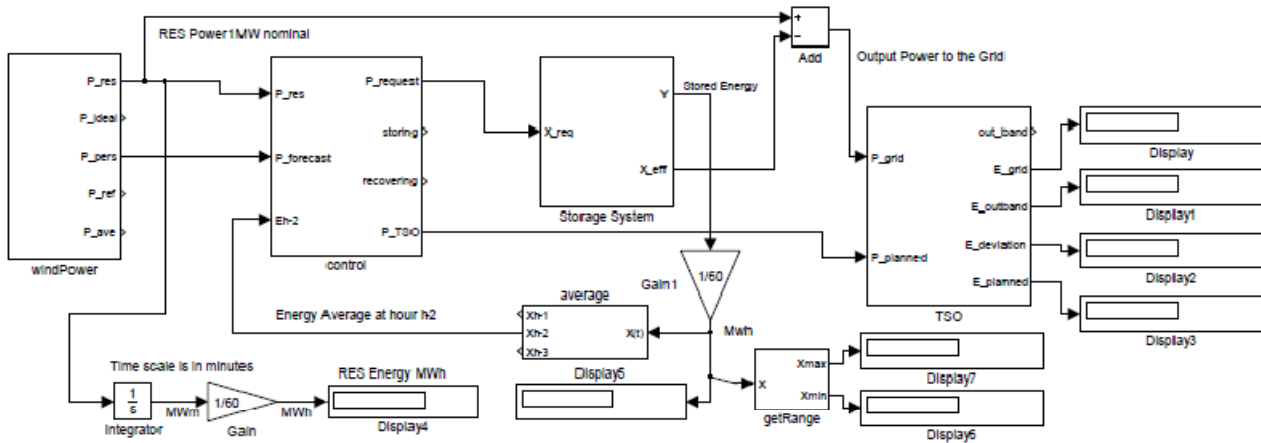 RES Power1MW nominal
+
−
Add
Output Power to the Grid
P_res
P_ideal
P_pers
P_ref
P_ave
windPower
P_res
P_forecast
Eh-2
P_request
storing
recovering
P_TSO
control
X_req
Y
X_eff
Storage System
Stored Energy
P_grid
P_planned
out_band
E_grid
E_outband
E_deviation
E_planned
TSO
Display
Display1
Display2
Display3
1/60
Gain1
Mwh
average
Xh-1
Xh-2
Xh-3
X(t)
Energy Average at hour h-2
Time scale is in minutes
1
s
Integrator
MWm
1/60
Gain
MWh
RES Energy MWh
Display4
Display5
X
Xmax
Xmin
getRange
Display7
Display6